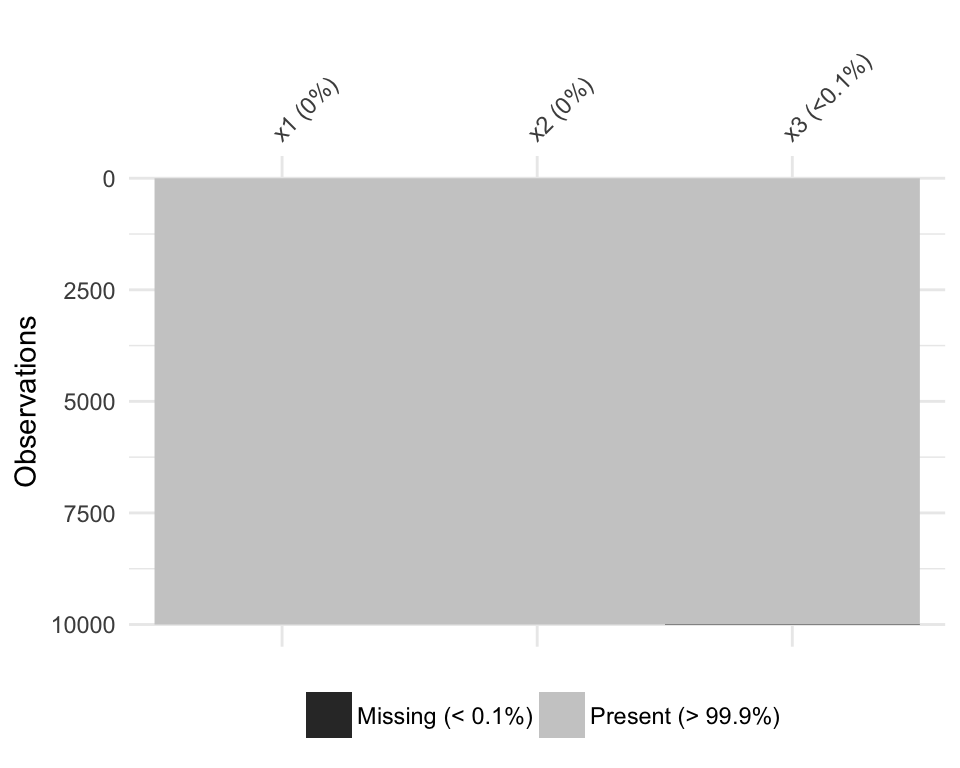 x1 (0%)
x2 (0%)
x3 (<0.1%)
0
2500
5000
7500
10000
Observations
Missing (< 0.1%)
Present (> 99.9%)